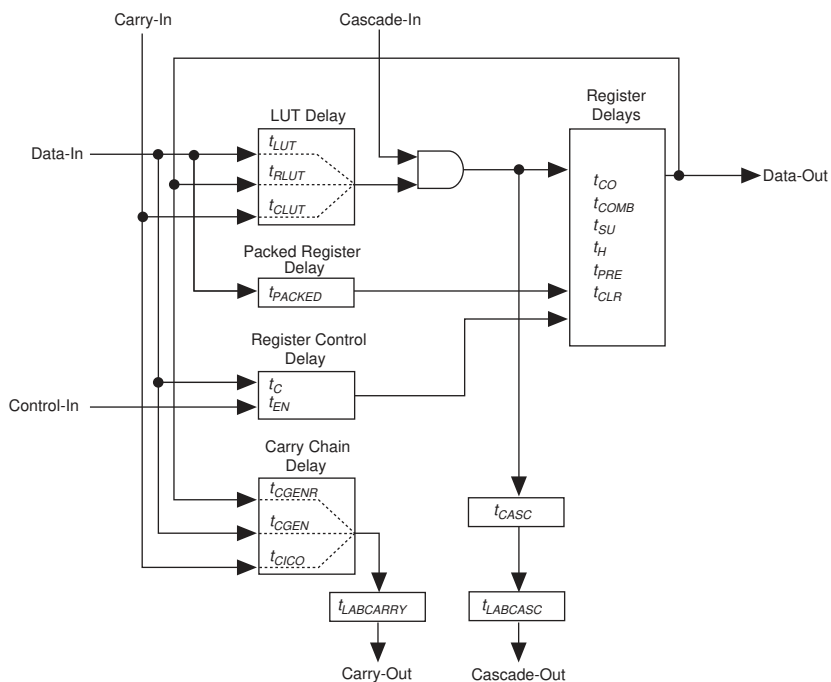 Carry-In
Cascade-In
LUT Delay
Register
Delays
Data-In
tLUT
tRLUT
tCLUT
Data-Out
tCO
tCOMB
tSU
tH
tPRE
tCLR
Packed Register
Delay
tPACKED
Register Control
Delay
tC
tEN
Control-In
Carry Chain
Delay
tCGENR
tCGEN
tCICO
tCASC
tLABCARRY
tLABCASC
Carry-Out
Cascade-Out